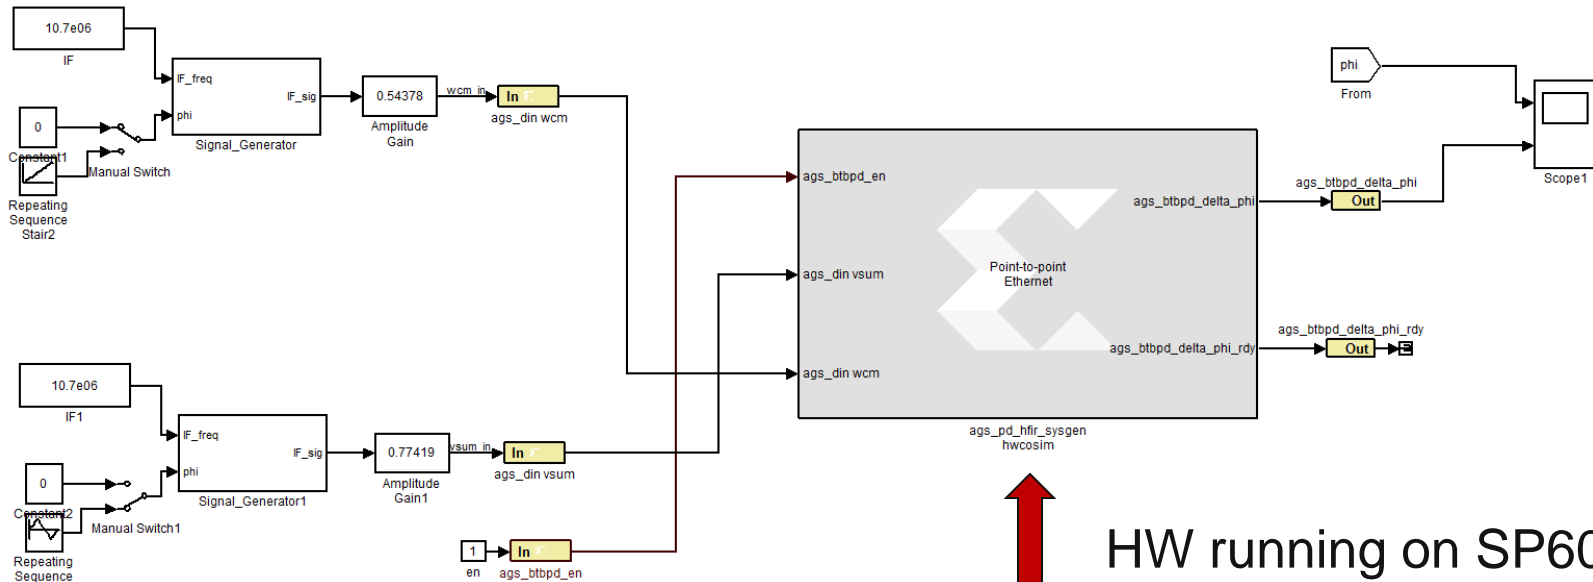 10.7e06
IF
IF_freq
IF_sig
phi
Signal_Generator
0
Constant1
Manual Switch
Repeating
Sequence
Stair2
0.54378
Amplitude
Gain
wcm_in
In
ags_din wcm
phi
From
Scope1
ags_btbpd_en
ags_din vsum
ags_din wcm
Point-to-point
Ethernet
ags_btbpd_delta_phi
ags_btbpd_delta_phi_rdy
ags_pd_hfir_sysgen
hwcosim
ags_btbpd_delta_phi
Out
ags_btbpd_delta_phi_rdy
Out
10.7e06
IF1
IF_freq
IF_sig
phi
Signal_Generator1
0
Constant2
Manual Switch1
Repeating
Sequence
0.77419
Amplitude
Gain1
vsum_in
In
ags_din vsum
1
en
In
ags_btbpd_en
HW running on SP60